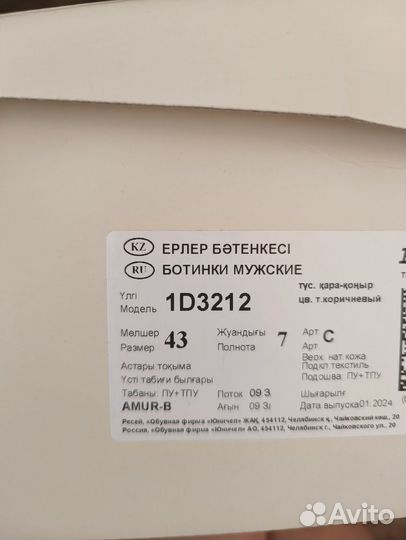 KZ ЕРЛЕР БӘТЕНКЕСІ
RU БОТИНКИ МУЖСКИЕ
Үлгі
Модель 1D3212
түс. қара-қоңыр
цв. т.коричневый
Мөлшер
Размер 43
Жуандығы
Полнота 7
Арт. С
Арт.
Верх: нат.кожа
Астары:тоқыма
Подкл.текстиль
Үсті:табиғи былғары
Подошва: ПУ+ТПУ
Табаны: ПУ+ТПУ Поток 09 3. Шығарылғ
AMUR-B Ағын 09 3. Дата выпуска01.2024
Ресей, «Обувная фирма «Юничел» ЖАҚ, 454112, Челябинск қ., Чайковский көш., 20
Россия, «Обувная фирма «Юничел» АО, 454112, Челябинск г., Чайковского ул., 20
Avito